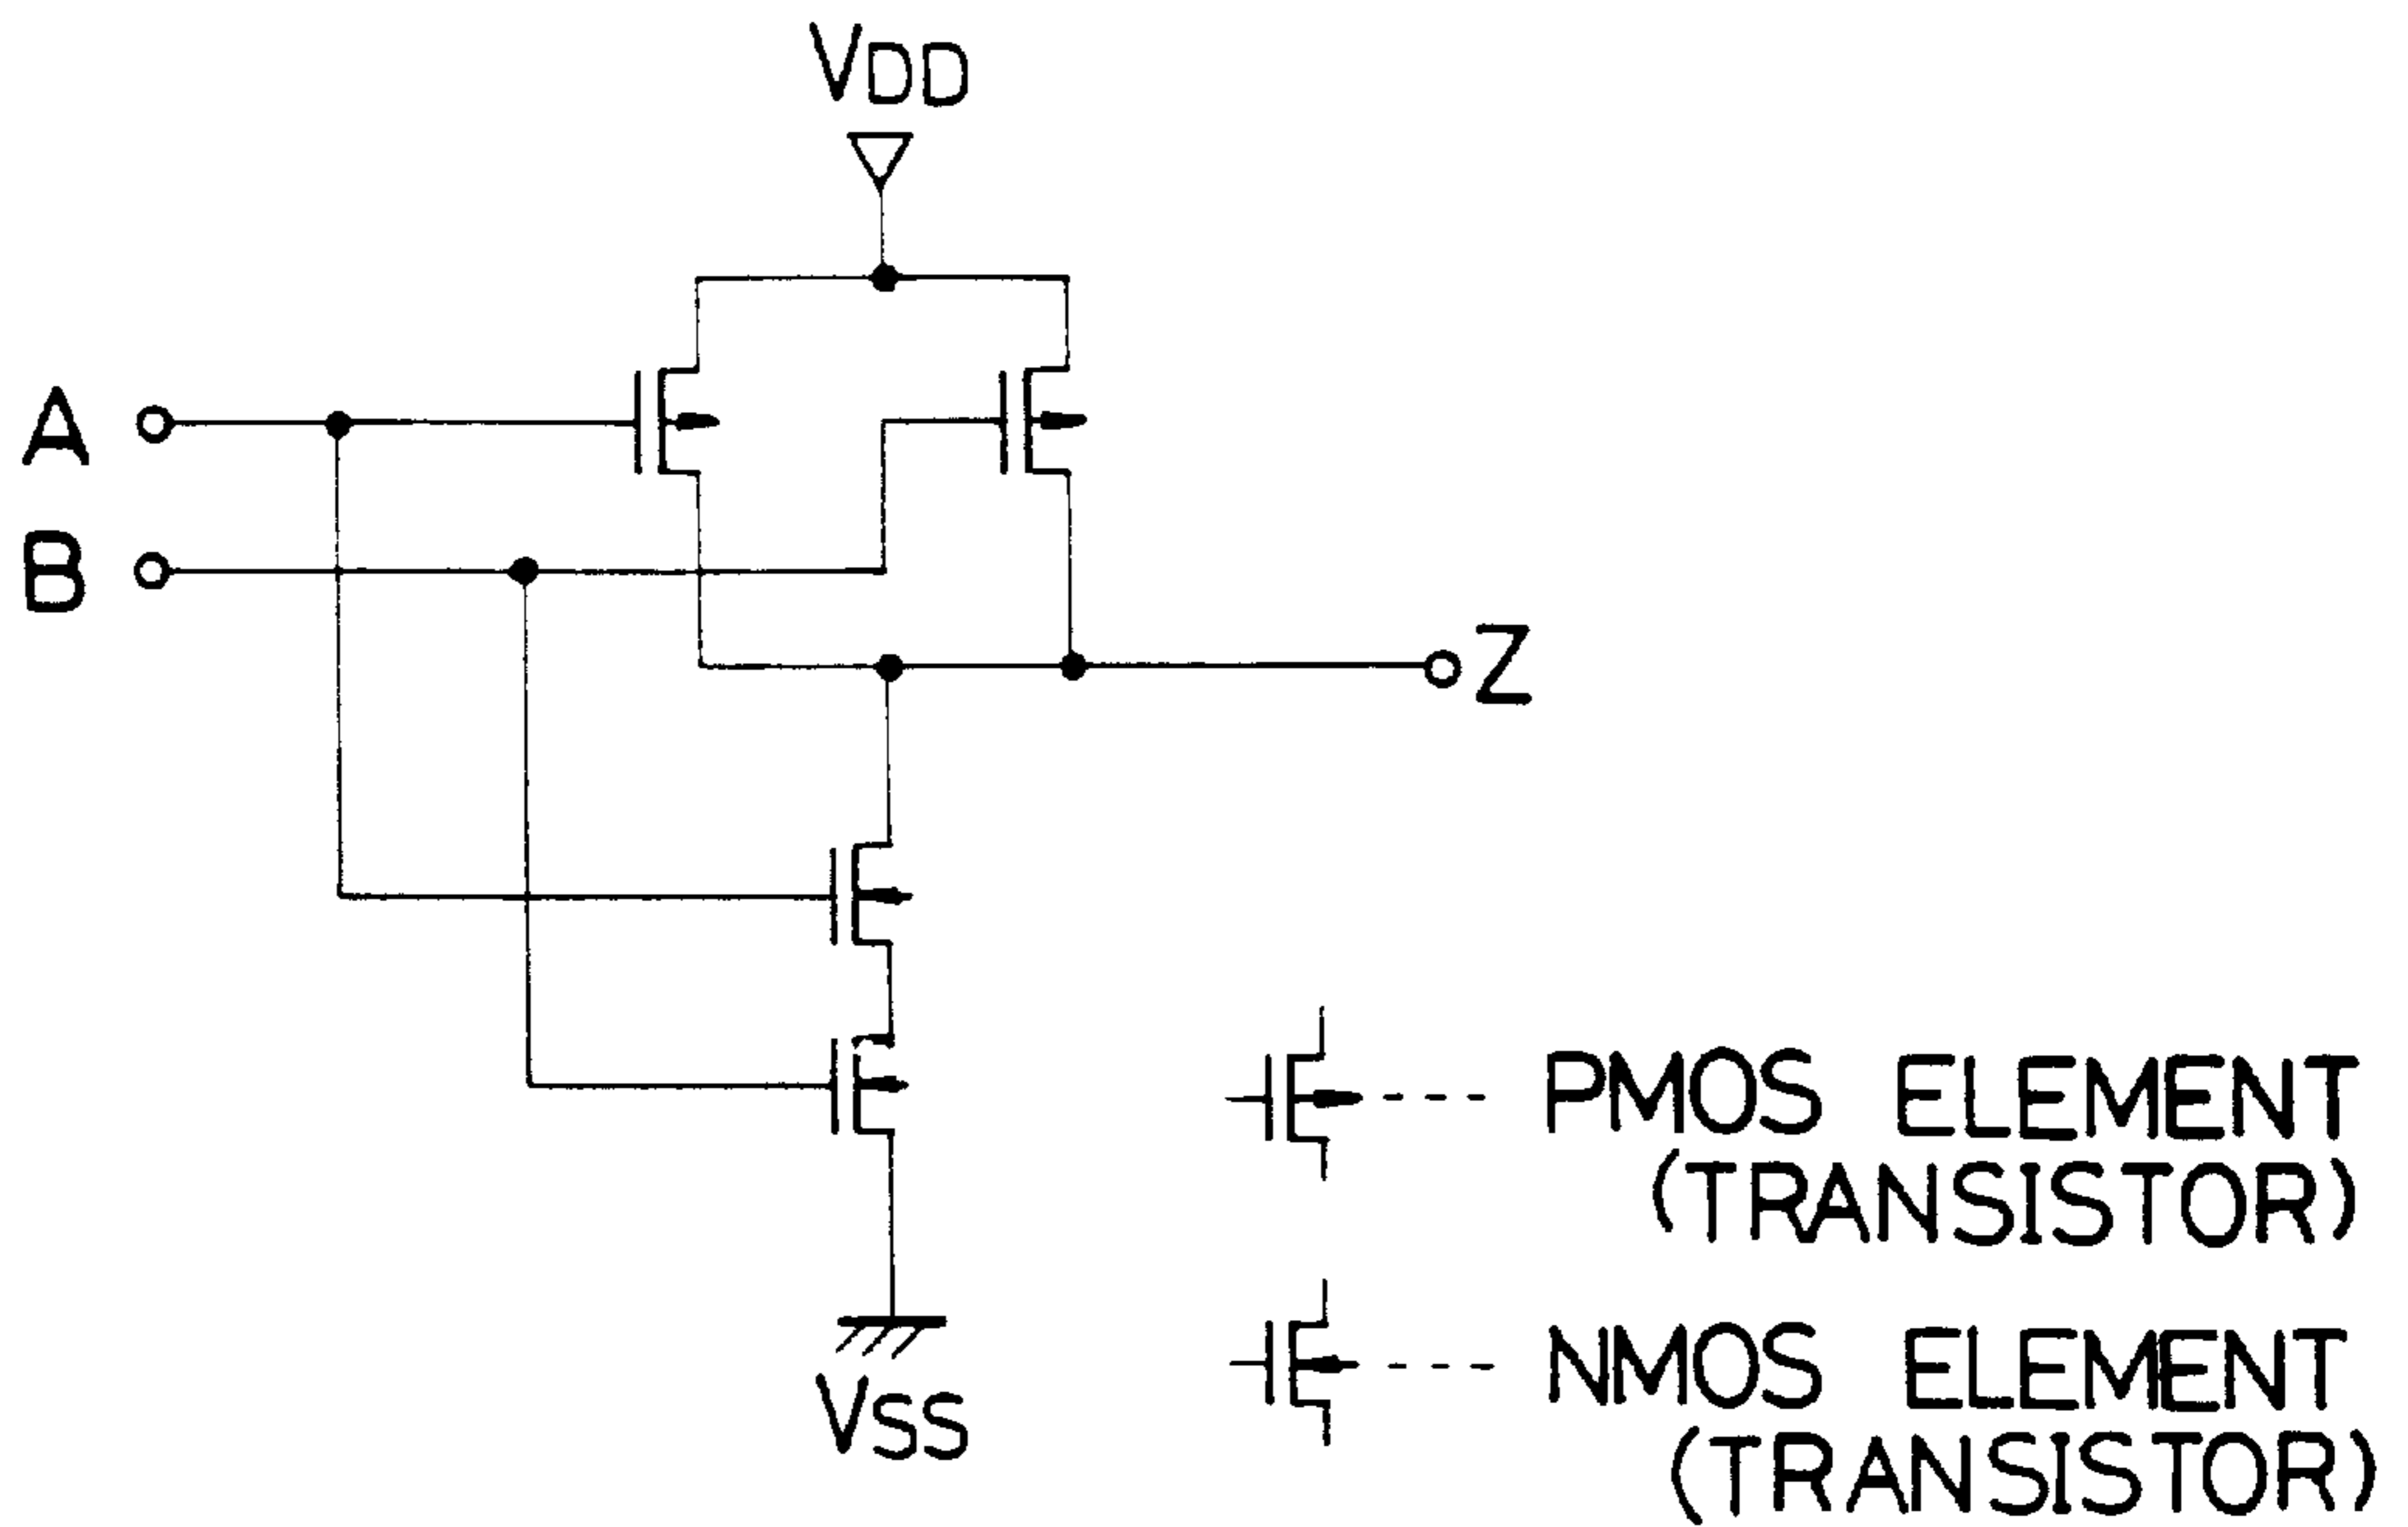 VDD
A
B
Z
PMOS ELEMENT
(TRANSISTOR)
NMOS ELEMENT
(TRANSISTOR)
VSS